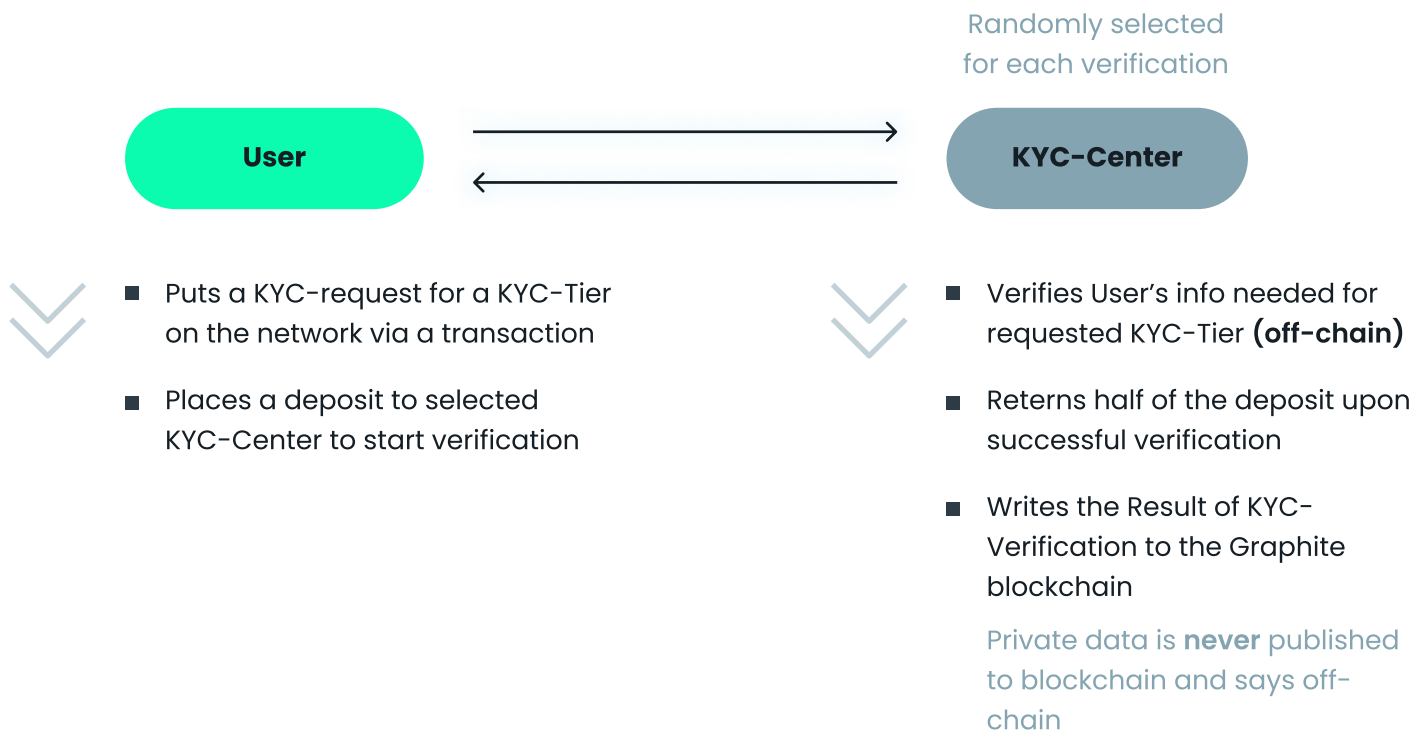 Randomly selected
for each verification
User
KYC-Center
Puts a KYC-request for a KYC-Tier
on the network via a transaction
Places a deposit to selected
KYC-Center to start verification
Verifies User’s info needed for
requested KYC-Tier (off-chain)
Reterns half of the deposit upon
successful verification
Writes the Result of KYC-
Verification to the Graphite
blockchain
Private data is never published
to blockchain and says off-
chain